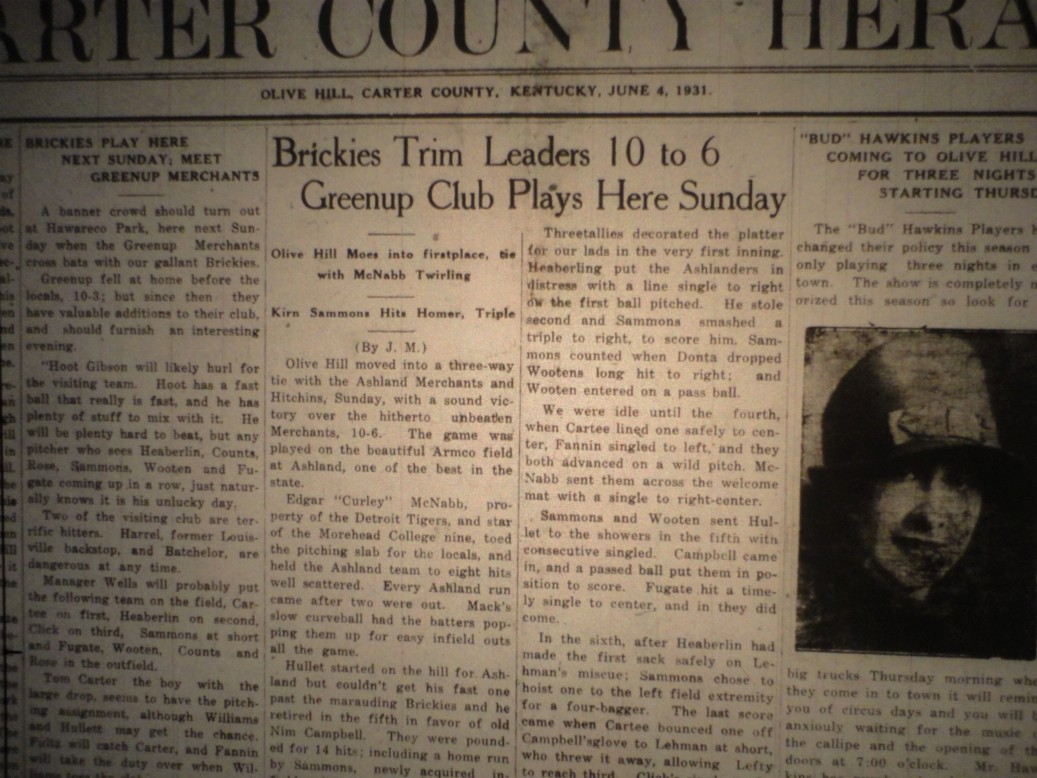 ARTER COUNTY HERA
OLIVE HILL, CARTER COUNTY, KENTUCKY, JUNE 4, 1931.
BRICKIES PLAY HERE
NEXT SUNDAY; MEET
GREENUP MERCHANTS
A banner crowd should turn out
at Hawareco Park, here next Sun-
day when the Greenup Merchants
cross bats with our gallant Brickies.
Greenup fell at home before the
locals, 10-3; but since then they
have valuable additions to their club,
and should furnish an interesting
evening.
"Hoot Gibson will likely hurl for
the visiting team. Hoot has a fast
ball that really is fast, and he has
plenty of stuff to mix with it. He
will be plenty hard to beat, but any
pitcher who sees Heaberlin, Counts,
Rose, Sammons, Wooten and Fu-
gate coming up in a row, just natur-
ally knows it is his unlucky day.
Two of the visiting club are ter-
rific hitters. Harrel, former Louis-
ville backstop, and Batchelor, are
dangerous at any time.
Manager Wells will probably put
the following team on the field, Car-
tee on first, Heaberlin on second,
Click on third, Sammons at short
and Fugate, Wooten, Counts and
Rose in the outfield.
Tom Carter the boy with the
large drop, seems to have the pitch-
ing assignment, although Williams
and Hullett may get the chance.
Fultz will catch Carter, and Fannin
will take the duty over when Wil-
Brickies Trim Leaders 10 to 6
Greenup Club Plays Here Sunday
Olive Hill Moes into firstplace, tie
with McNabb Twirling
Kirn Sammons Hits Homer, Triple
(By J. M.)
Olive Hill moved into a three-way
tie with the Ashland Merchants and
Hitchins, Sunday, with a sound vic-
tory over the hitherto unbeaten
Merchants, 10-6. The game was
played on the beautiful Armco field
at Ashland, one of the best in the
state.
Edgar "Curley" McNabb, pro-
perty of the Detroit Tigers, and star
of the Morehead College nine, toed
the pitching slab for the locals, and
held the Ashland team to eight hits
well scattered. Every Ashland run
came after two were out. Mack's
slow curveball had the batters pop-
ping them up for easy infield outs
all the game.
Hullet started on the hill for Ash-
land but couldn't get his fast one
past the marauding Brickies and he
retired in the fifth in favor of old
Nim Campbell. They were pound-
ed for 14 hits; including a home run
by Sammons, newly acquired in-
Threetallies decorated the platter
for our lads in the very first inning.
Heaberling put the Ashlanders in
distress with a line single to right
on the first ball pitched. He stole
second and Sammons smashed a
triple to right, to score him. Sam-
mons counted when Donta dropped
Wootens long hit to right; and
Wooten entered on a pass ball.
We were idle until the fourth,
when Cartee lined one safely to cen-
ter, Fannin singled to left, and they
both advanced on a wild pitch. Mc-
Nabb sent them across the welcome
mat with a single to right-center.
Sammons and Wooten sent Hul-
let to the showers in the fifth with
consecutive singled. Campbell came
in, and a passed ball put them in po-
sition to score. Fugate hit a time-
ly single to center, and in they did
come.
In the sixth, after Heaberlin had
made the first sack safely on Le-
hman's miscue; Sammons chose to
hoist one to the left field extremity
for a four-bagger. The last score
came when Cartee bounced one off
Campbell'sglove to Lehman at short,
who threw it away, allowing Lefty
to reach third.
"BUD" HAWKINS PLAYERS
COMING TO OLIVE HILL
FOR THREE NIGHTS
STARTING THURSD
The "Bud" Hawkins Players h
changed their policy this season
only playing three nights in e
town. The show is completely m
orized this season so look for
big trucks Thursday morning whe
they come in to town it will remin
you of circus days and you will b
anxiouly waiting for the music
the callipe and the opening of th
doors at 7:00 o'clock. Mr. Haw